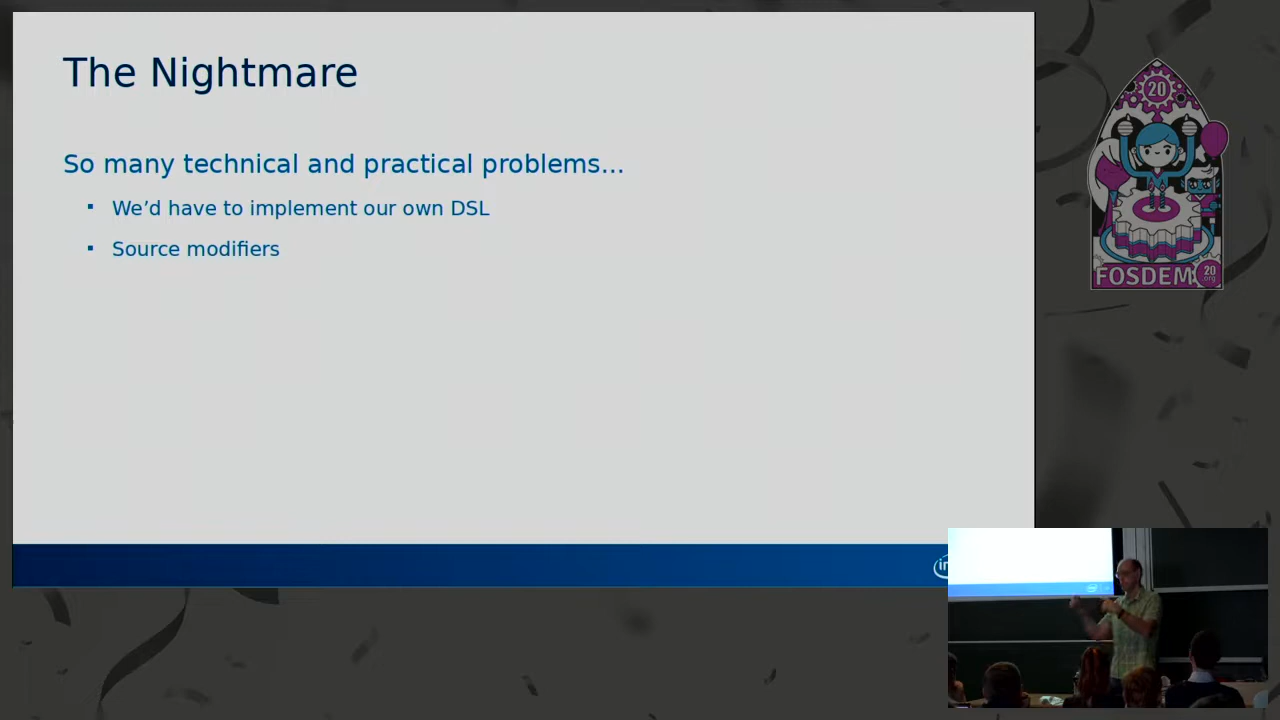 The Nightmare
So many technical and practical problems...
We’d have to implement our own DSL
Source modifiers
20
FOSDEM
20
.org